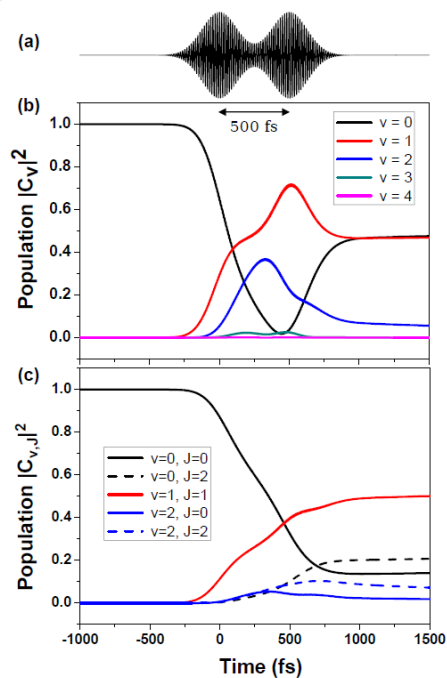 (a)
500 fs
(b)
Population |C_v|²
1.0
0.8
0.6
0.4
0.2
0.0
v = 0
v = 1
v = 2
v = 3
v = 4
(c)
Population |C_v,J|²
1.0
0.8
0.6
0.4
0.2
0.0
v=0, J=0
v=0, J=2
v=1, J=1
v=2, J=0
v=2, J=2
-1000 -500 0 500 1000 1500
Time (fs)